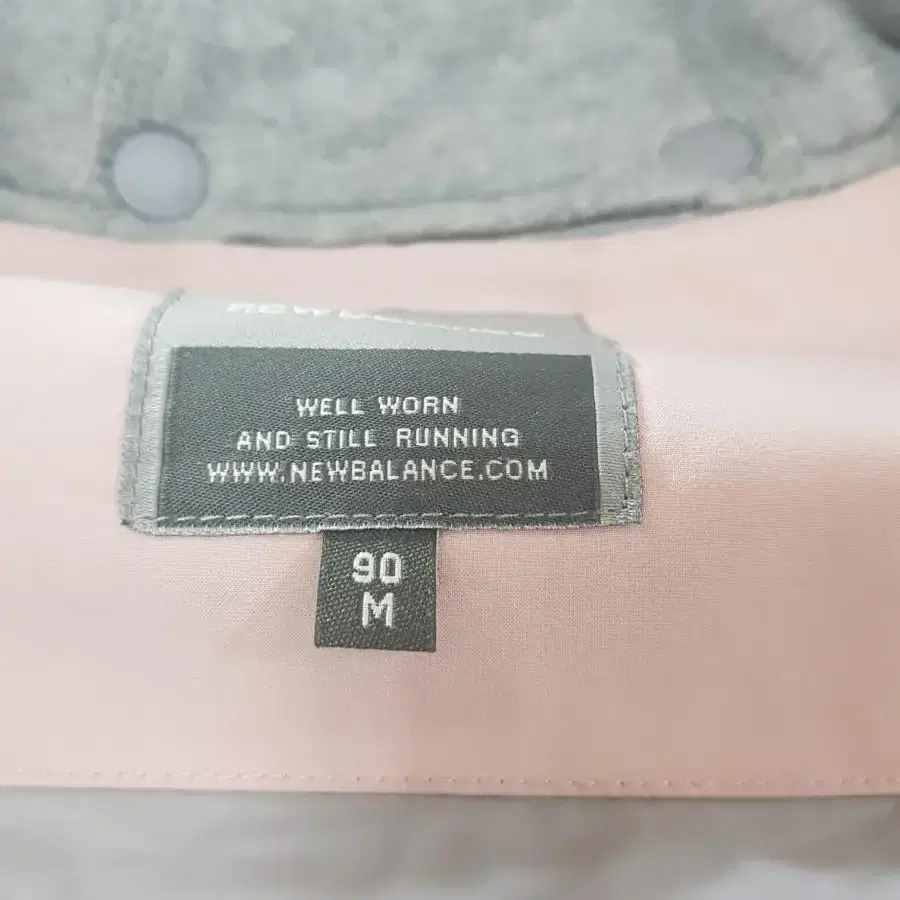 WELL WORN
AND STILL RUNNING
WWW.NEWBALANCE.COM
90
M